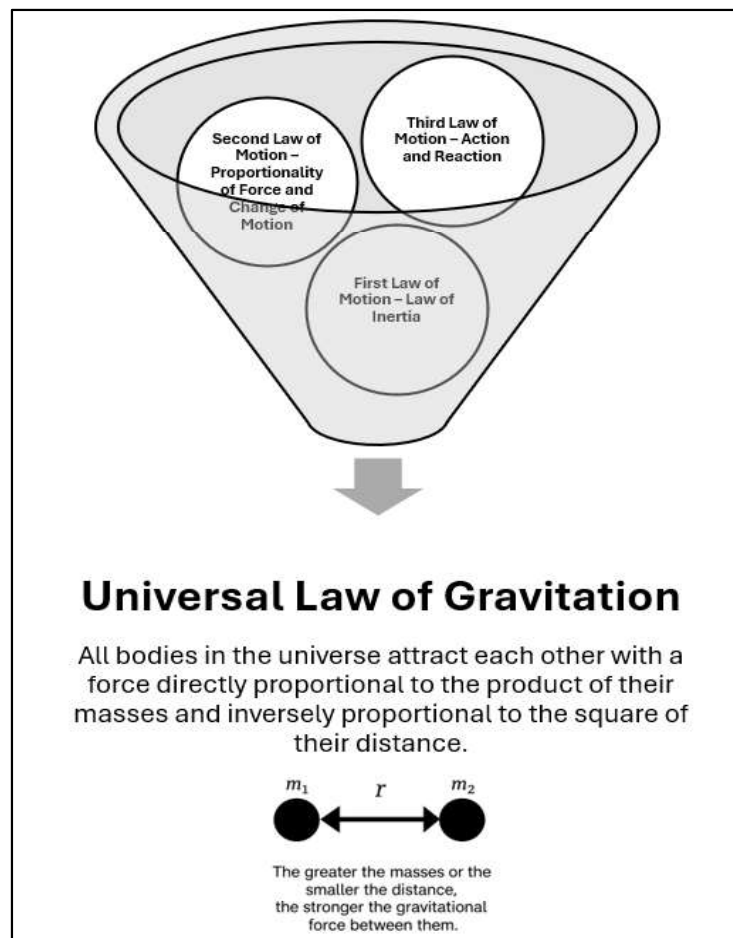 Second Law of
Motion –
Proportionality
of Force and
Change of
Motion
Third Law of
Motion – Action
and Reaction
First Law of
Motion – Law of
Inertia
Universal Law of Gravitation
All bodies in the universe attract each other with a
force directly proportional to the product of their
masses and inversely proportional to the square of
their distance.
m₁ r m₂
The greater the masses or the
smaller the distance,
the stronger the gravitational
force between them.